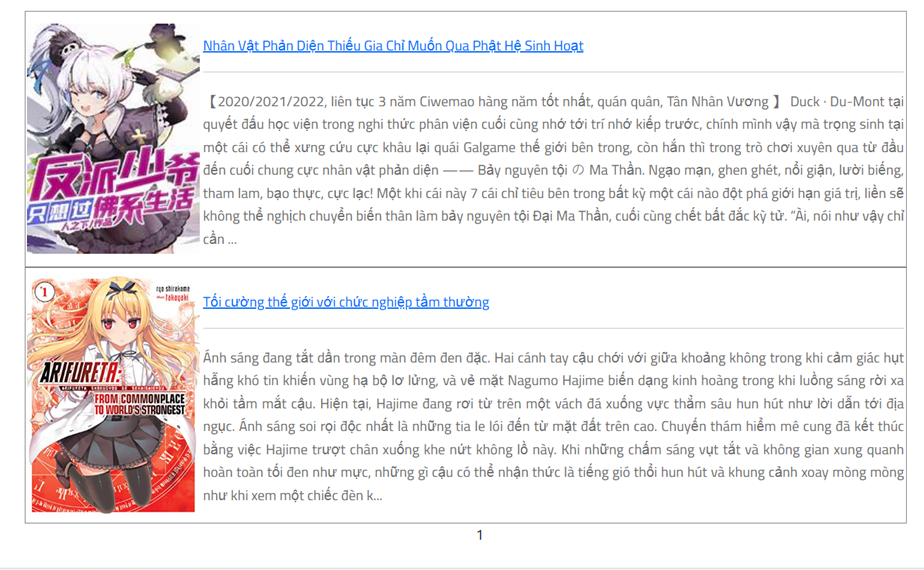 Nhân Vật Phản Diện Thiếu Gia Chỉ Muốn Qua Phật Hệ Sinh Hoạt
【2020/2021/2022, liên tục 3 năm Ciwemao hàng năm tốt nhất, quán quân, Tân Nhân Vương 】 Duck · Du-Mont tại
quyết đấu học viện trong nghi thức phân viện cuối cùng nhớ tới trí nhớ kiếp trước, chính mình vậy mà trọng sinh tại
một cái có thể xưng cứu cực khâu lại quái Galgame thế giới bên trong, còn hắn thì trong trò chơi xuyên qua từ đầu
đến cuối chung cực nhân vật phản diện —— Bảy nguyên tội の Ma Thần. Ngạo mạn, ghen ghét, nổi giận, lười biếng,
tham lam, bạo thực, cực lạc! Một khi cái này 7 cái chỉ tiêu bên trong bất kỳ một cái nào đột phá giới hạn giá trị, liền sẽ
không thể nghịch chuyển biến thân làm bảy nguyên tội Đại Ma Thần, cuối cùng chết bất đắc kỳ tử. “Ài, nói như vậy chỉ
cần ...
反派少爷
只想过佛系生活
#1
ryo shirakome
takayaki
ARIFURETA:
FROM COMMONPLACE
TO WORLD'S STRONGEST
Tối cường thế giới với chức nghiệp tầm thường
Ánh sáng đang tắt dần trong màn đêm đen đặc. Hai cánh tay cậu chới với giữa khoảng không trong khi cảm giác hụt
hẫng khó tin khiến vùng hạ bộ lơ lửng, và vẻ mặt Nagumo Hajime biến dạng kinh hoàng trong khi luồng sáng rời xa
khỏi tầm mắt cậu. Hiện tại, Hajime đang rơi từ trên một vách đá xuống vực thẳm sâu hun hút như lời dẫn tới địa
ngục. Ánh sáng soi rọi độc nhất là những tia le lói đến từ mặt đất trên cao. Chuyến thám hiểm mê cung đã kết thúc
bằng việc Hajime trượt chân xuống khe nứt khổng lồ này. Khi những chấm sáng vụt tắt và không gian xung quanh
hoàn toàn tối đen như mực, những gì cậu có thể nhận thức là tiếng gió thổi hun hút và khung cảnh xoay mòng mòng
như khi xem một chiếc đèn k...
1